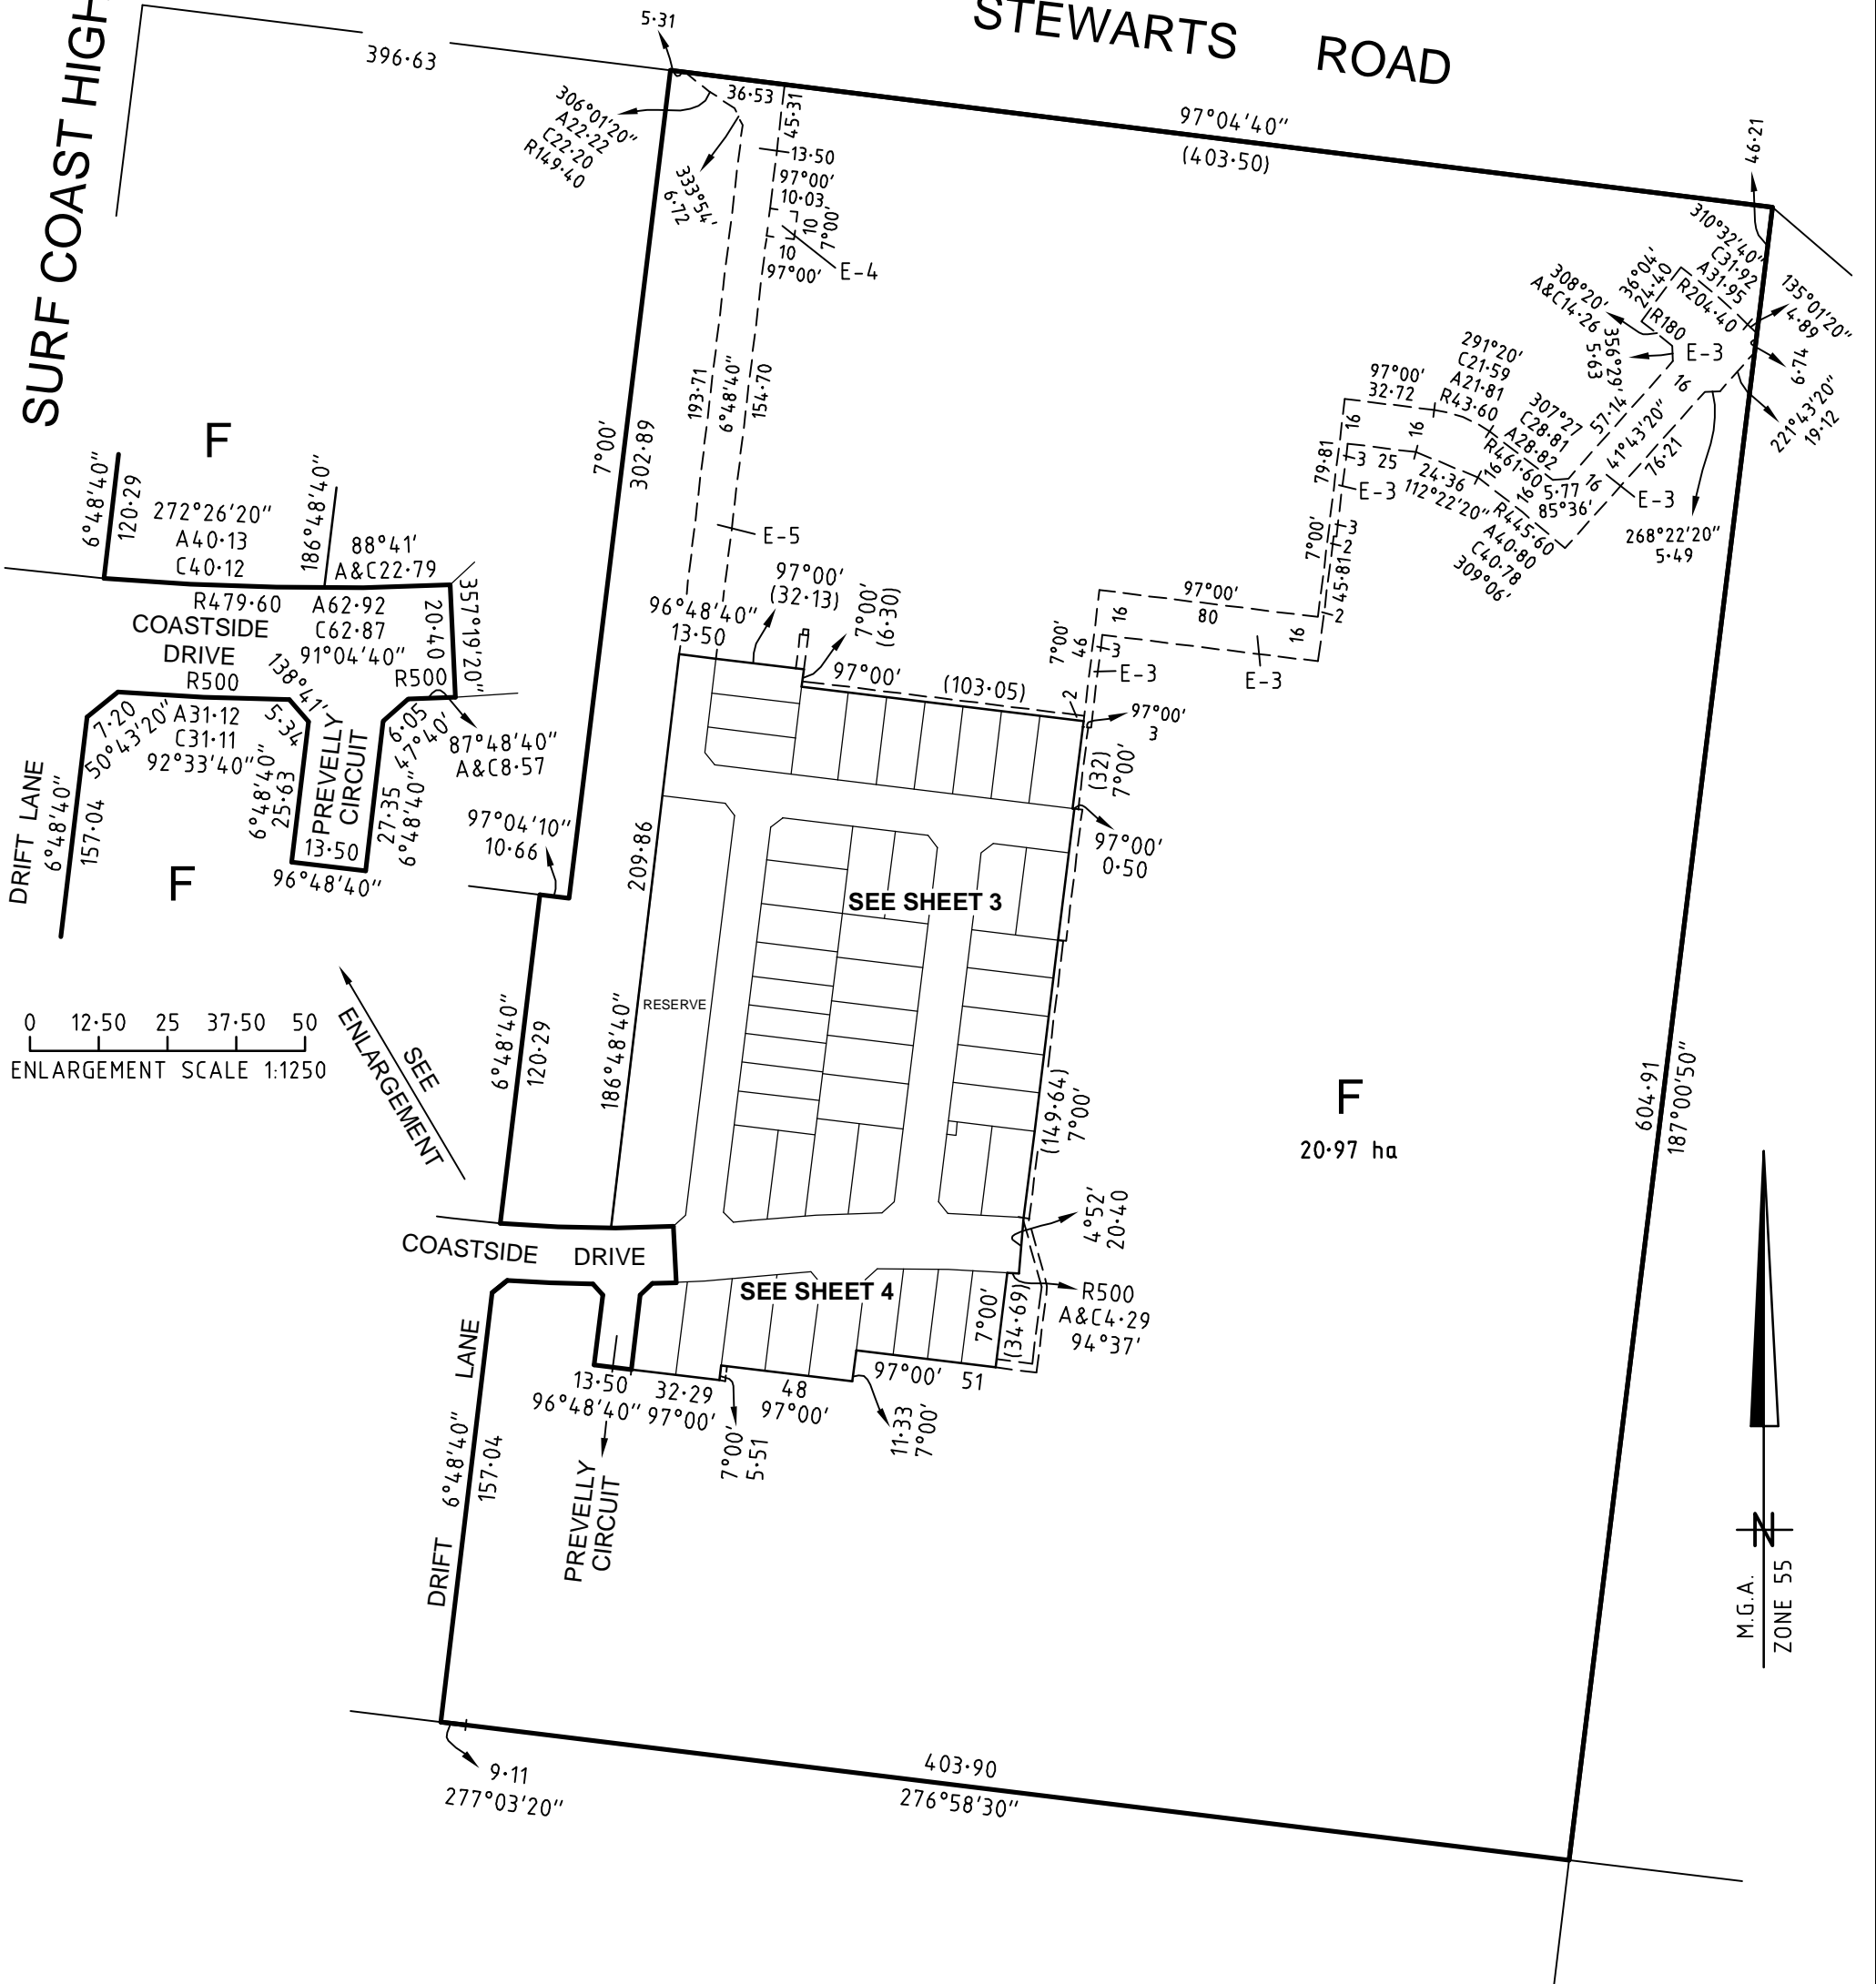 STEWARTS ROAD
SURF COAST HIGH
5·31
396·63
36·53
45·31
306°01'20"
A22·22
C22·20
R149·40
333°54'
6·72
13·50
97°00'
10·03
10
7°00'
10
97°00'
E-4
97°04'40"
(403·50)
46·21
310°32'40"
C31·92
A31·95
R204·40
36°04'
24·40
308°20'
A&C14·26
R180
135°01'20"
4·89
6·74
221°43'20"
19·12
356°29'
5·63
E-3
16
291°20'
C21·59
A21·81
R43·60
97°00'
32·72
16
16
307°27
C28·81
A28·82
R461·60
57·14
41°43'20"
76·21
16
E-3
268°22'20"
5·49
79·81
7°00'
3
25
E-3
24·36
112°22'20"
16
16
5·77
85°36'
R445·60
A40·80
C40·78
309°06'
3
2
45·81
2
97°00'
80
16
16
7°00'
46
3
E-3
E-3
2
193·71
6°48'40"
154·70
7°00'
302·89
E-5
97°00'
(32·13)
7°00'
(6·30)
96°48'40"
13·50
97°00'
(103·05)
97°00'
3
(32)
7°00'
97°00'
0·50
F
6°48'40"
120·29
272°26'20"
A40·13
C40·12
186°48'40"
88°41'
A&C22·79
R479·60
A62·92
C62·87
91°04'40"
COASTSIDE
DRIVE
357°19'20"
20·40
R500
138°41'
R500
7·20
50°43'20"
A31·12
C31·11
92°33'40"
5·34
6·05
47°40'
87°48'40"
A&C8·57
6°48'40"
25·63
PREVELLY
CIRCUIT
27·35
6°48'40"
13·50
96°48'40"
DRIFT LANE
6°48'40"
157·04
F
97°04'10"
10·66
0 12·50 25 37·50 50
ENLARGEMENT SCALE 1:1250
SEE
ENLARGEMENT
6°48'40"
120·29
209·86
186°48'40"
RESERVE
SEE SHEET 3
(149·64)
7°00'
F
20·97 ha
604·91
187°00'50"
4°52'
20·40
COASTSIDE DRIVE
SEE SHEET 4
7°00'
(34·69)
R500
A&C4·29
94°37'
13·50
96°48'40"
32·29
97°00'
48
97°00'
97°00' 51
7°00'
5·51
11·33
7°00'
PREVELLY
CIRCUIT
DRIFT LANE
6°48'40"
157·04
9·11
277°03'20"
403·90
276°58'30"
N
M.G.A.
ZONE 55